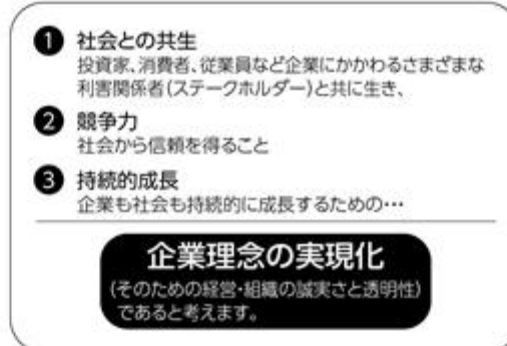 ❶ 社会との共生
投資家、消費者、従業員など企業にかかわるさまざまな
利害関係者(ステークホルダー)と共に生き、
❷ 競争力
社会から信頼を得ること
❸ 持続的成長
企業も社会も持続的に成長するための…
企業理念の実現化
(そのための経営・組織の誠実さと透明性)
であると考えます。